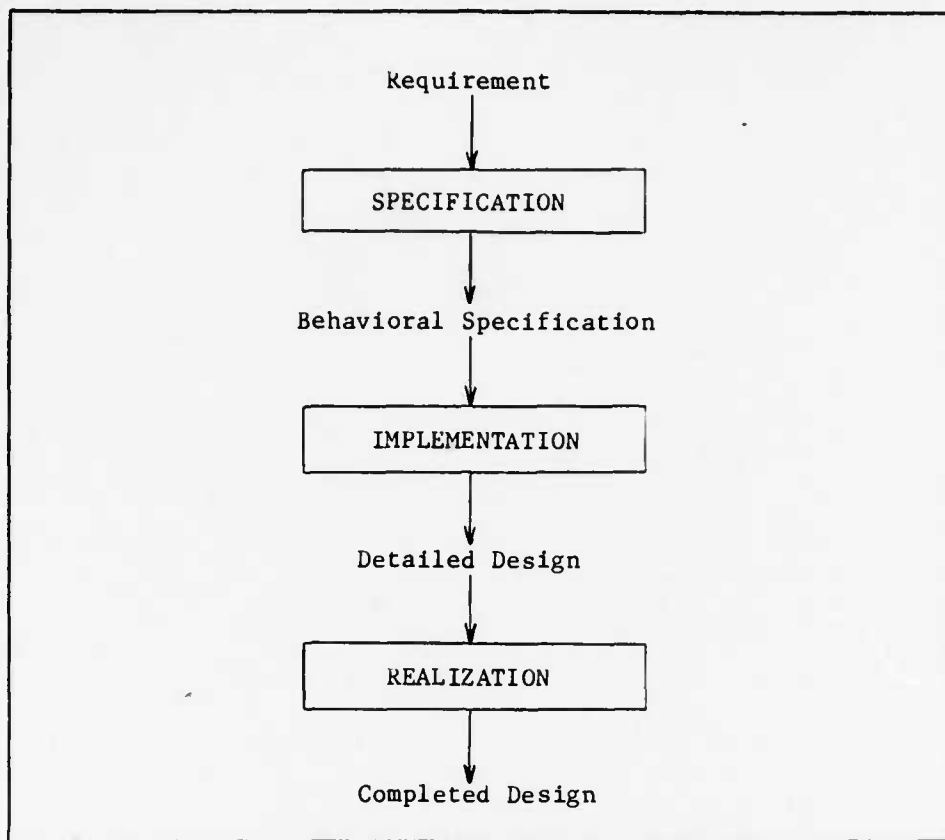 Requirement
SPECIFICATION
Behavioral Specification
IMPLEMENTATION
Detailed Design
REALIZATION
Completed Design